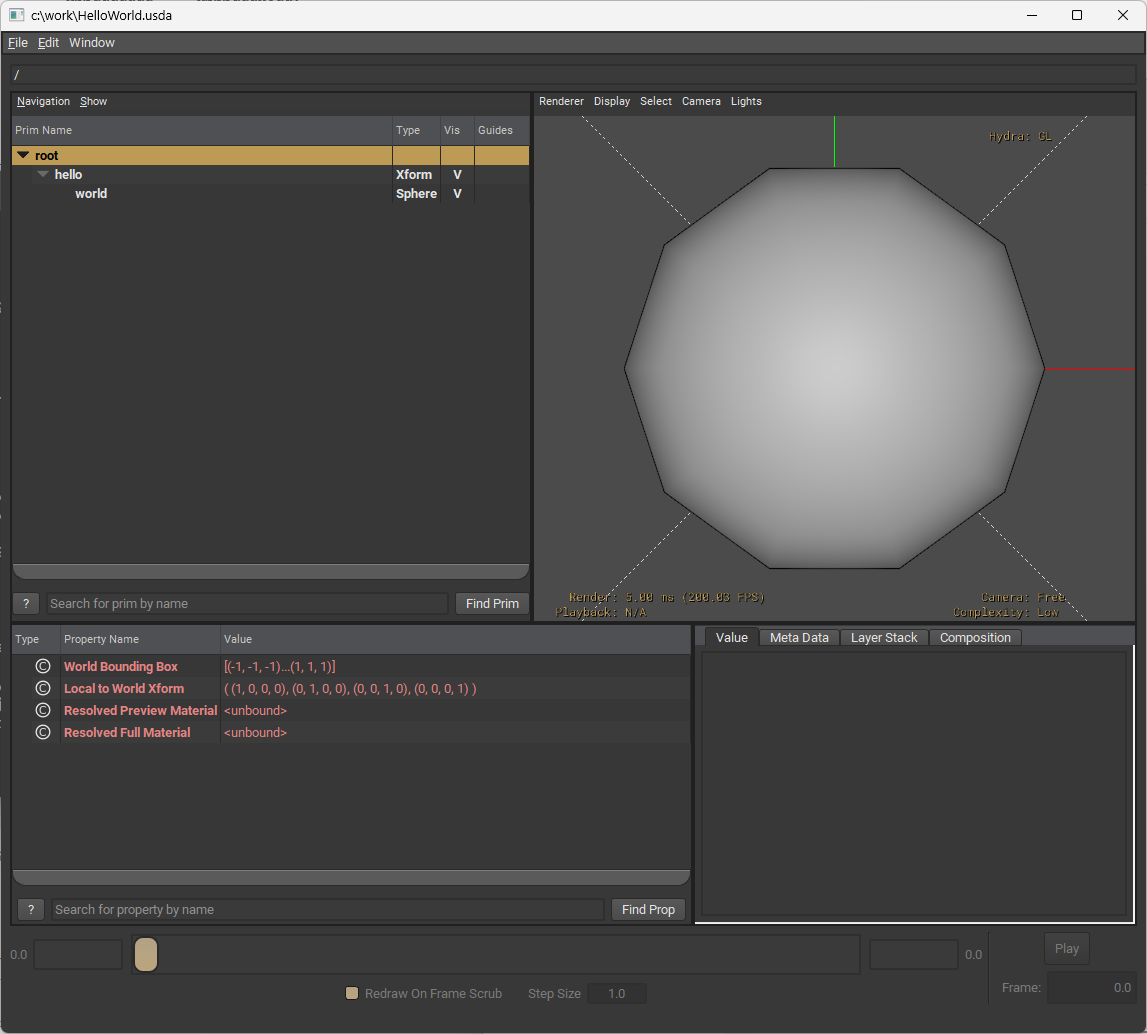 c:\work\HelloWorld.usda
File Edit Window
/
Navigation Show
Renderer Display Select Camera Lights
Prim Name Type Vis Guides
Hydra: GL
root
hello Xform V
world Sphere V
Render: 5.00 ms (200.03 FPS)
Playback: N/A
Camera: Free
Complexity: Low
? Search for prim by name Find Prim
Type Property Name Value
Value Meta Data Layer Stack Composition
© World Bounding Box [(-1, -1, -1)...(1, 1, 1)]
© Local to World Xform ( (1, 0, 0, 0), (0, 1, 0, 0), (0, 0, 1, 0), (0, 0, 0, 1) )
© Resolved Preview Material <unbound>
© Resolved Full Material <unbound>
? Search for property by name Find Prop
0.0 0.0 Play
Redraw On Frame Scrub Step Size 1.0
Frame: 0.0